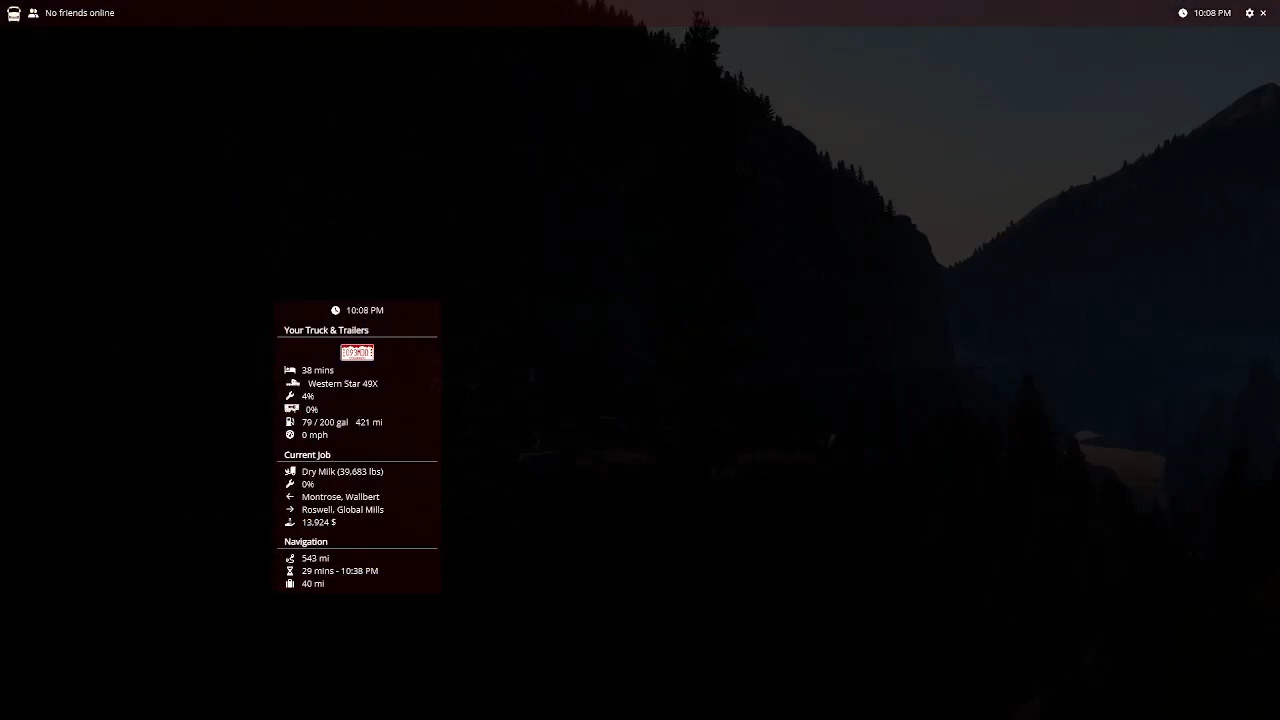 No friends online
10:08 PM
10:08 PM
Your Truck & Trailers
38 mins
Western Star 49X
4%
0%
79 / 200 gal 421 mi
0 mph
Current Job
Dry Milk (39,683 lbs)
0%
Montrose, Wallbert
Roswell, Global Mills
13,924 $
Navigation
543 mi
29 mins - 10:38 PM
40 mi